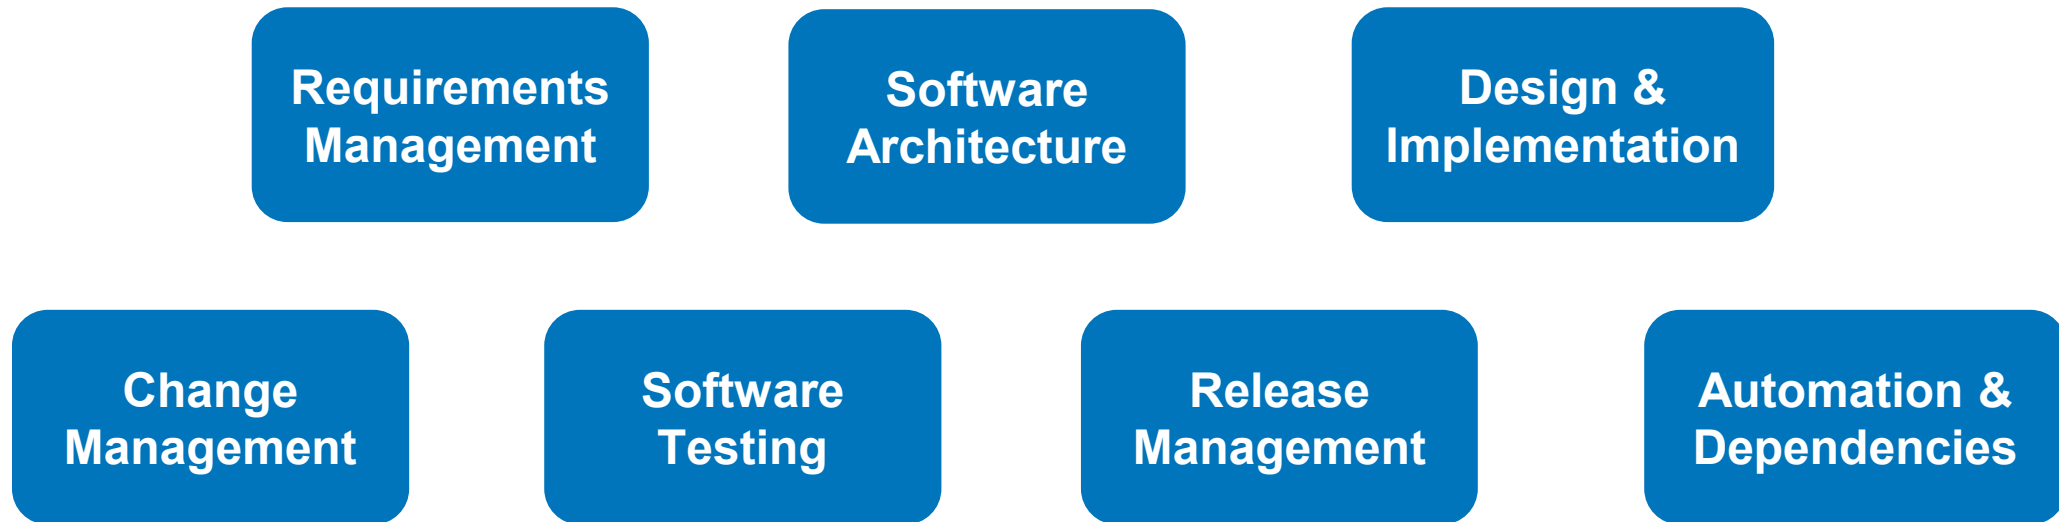 Requirements
Management
Software
Architecture
Design &
Implementation
Change
Management
Software
Testing
Release
Management
Automation &
Dependencies